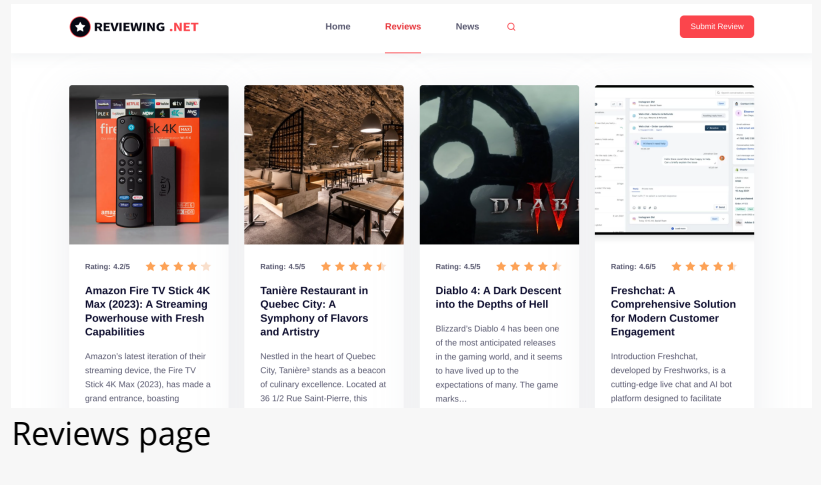 REVIEWING .NET
Home
Reviews
News
Submit Review
fire
ck 4K MAX
fire tv
DIAB
IV
Rating: 4.2/5
Amazon Fire TV Stick 4K
Max (2023): A Streaming
Powerhouse with Fresh
Capabilities
Amazon's latest iteration of their
streaming device, the Fire TV
Stick 4K Max (2023), has made a
grand entrance, boasting
Rating: 4.5/5
Tanière Restaurant in
Quebec City: A
Symphony of Flavors
and Artistry
Nestled in the heart of Quebec
City, Tanière³ stands as a beacon
of culinary excellence. Located at
36 1/2 Rue Saint-Pierre, this
Rating: 4.5/5
Diablo 4: A Dark Descent
into the Depths of Hell
Blizzard's Diablo 4 has been one
of the most anticipated releases
in the gaming world, and it seems
to have lived up to the
expectations of many. The game
marks…
Rating: 4.6/5
Freshchat: A
Comprehensive Solution
for Modern Customer
Engagement
Introduction Freshchat,
developed by Freshworks, is a
cutting-edge live chat and AI bot
platform designed to facilitate
Reviews page